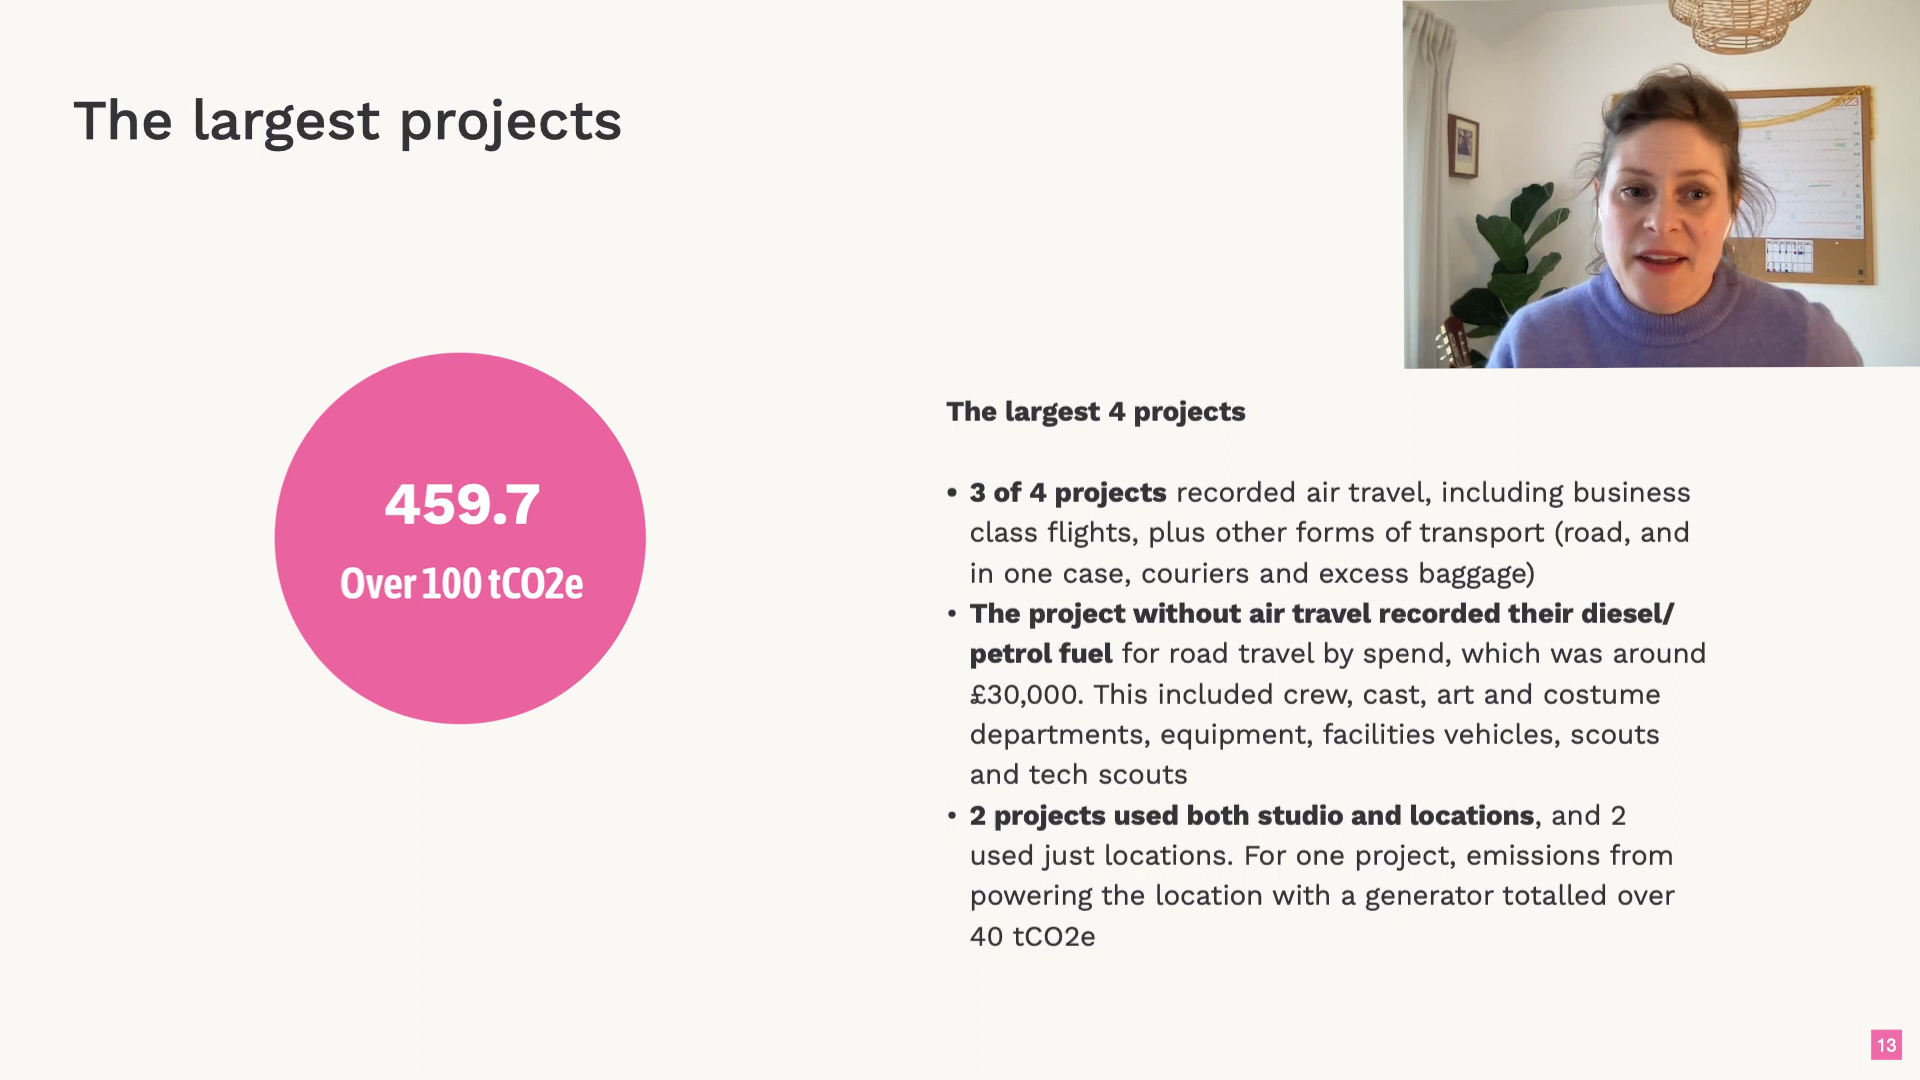 The largest projects
2023
459.7
Over 100 tCO2e
The largest 4 projects
• 3 of 4 projects recorded air travel, including business
class flights, plus other forms of transport (road, and
in one case, couriers and excess baggage)
• The project without air travel recorded their diesel/
petrol fuel for road travel by spend, which was around
£30,000. This included crew, cast, art and costume
departments, equipment, facilities vehicles, scouts
and tech scouts
• 2 projects used both studio and locations, and 2
used just locations. For one project, emissions from
powering the location with a generator totalled over
40 tCO2e
13